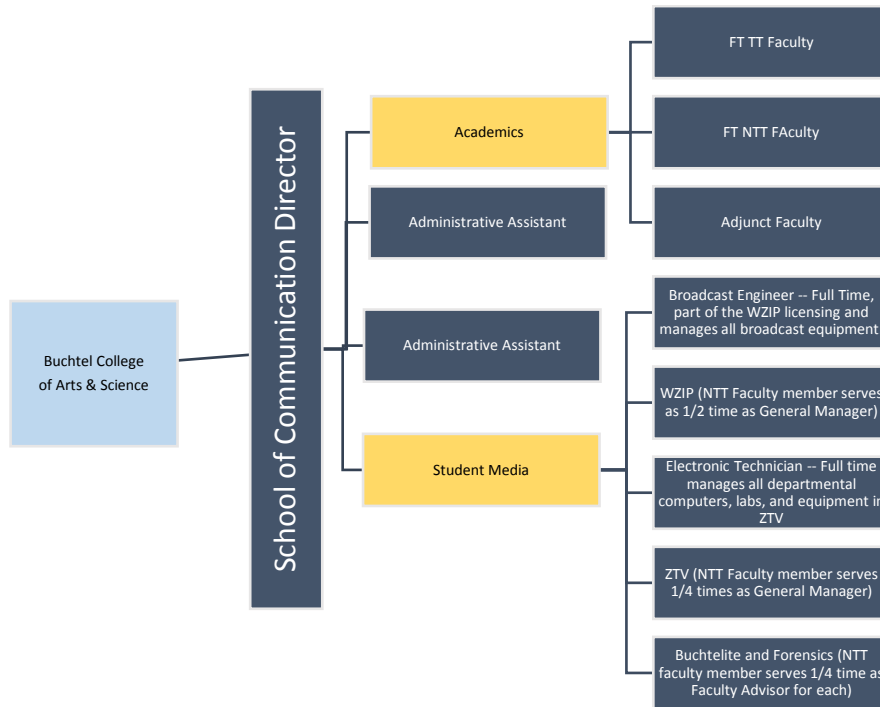 Buchtel College
of Arts & Science
School of Communication Director
Academics
Administrative Assistant
Administrative Assistant
Student Media
FT TT Faculty
FT NTT FAculty
Adjunct Faculty
Broadcast Engineer -- Full Time,
part of the WZIP licensing and
manages all broadcast equipment
WZIP (NTT Faculty member serves
as 1/2 time as General Manager)
Electronic Technician -- Full time
manages all departmental
computers, labs, and equipment in
ZTV
ZTV (NTT Faculty member serves
1/4 times as General Manager)
Buchtelite and Forensics (NTT
faculty member serves 1/4 time as
Faculty Advisor for each)